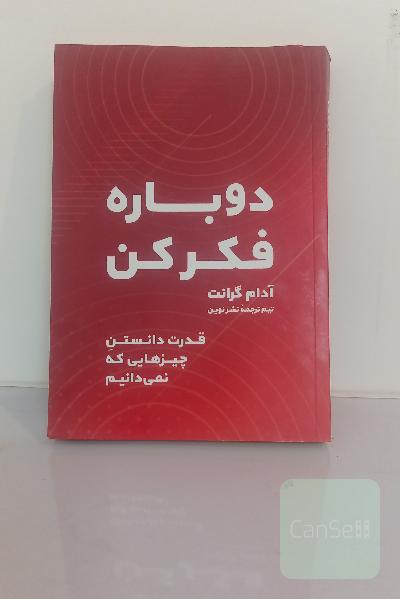 دوباره
فکر کن
آدام گرانت
تیم ترجمهٔ نشر نوین
قدرت دانستنِ
چیزهایی که
نمی‌دانیم
CanSell